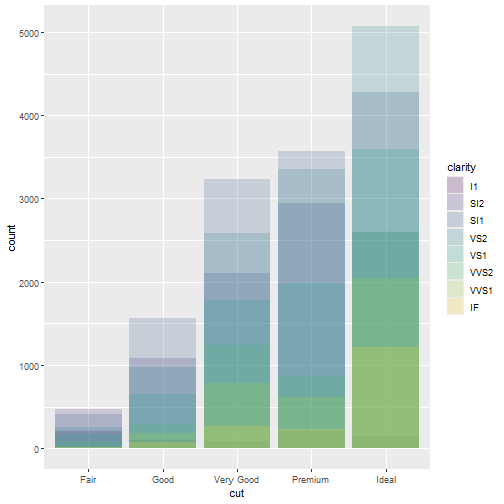 5000
4000
3000
2000
1000
0
count
Fair
Good
Very Good
Premium
Ideal
cut
clarity
I1
SI2
SI1
VS2
VS1
VVS2
VVS1
IF